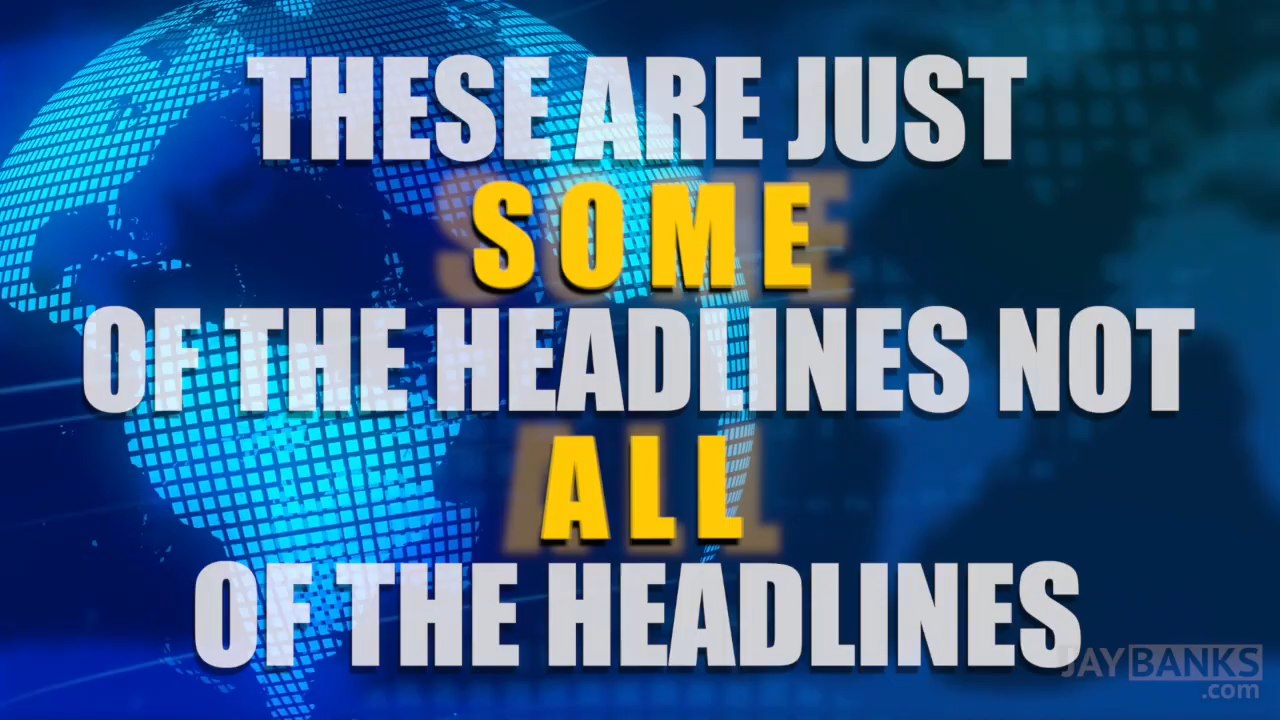 THESE ARE JUST
SOME
OF THE HEADLINES NOT
ALL
OF THE HEADLINES
JAYBANKS
.com